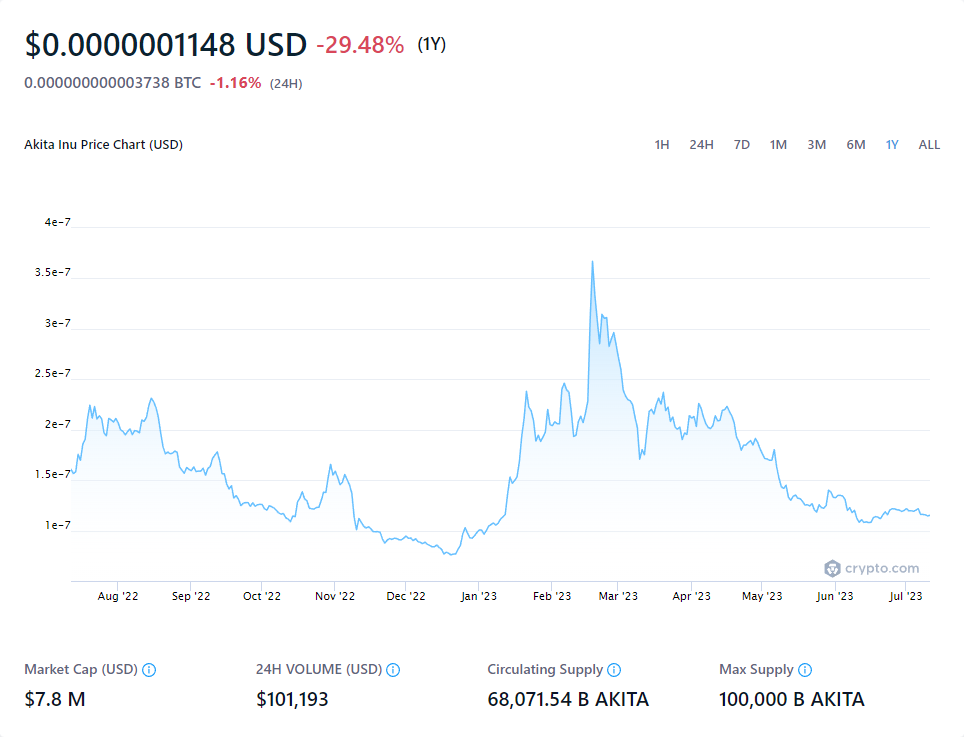 $0.0000001148 USD -29.48% (1Y)
0.000000000003738 BTC -1.16% (24H)
Akita Inu Price Chart (USD) 1H 24H 7D 1M 3M 6M 1Y ALL
4e-7
3.5e-7
3e-7
2.5e-7
2e-7
1.5e-7
1e-7
crypto.com
Aug '22 Sep '22 Oct '22 Nov '22 Dec '22 Jan '23 Feb '23 Mar '23 Apr '23 May '23 Jun '23 Jul '23
Market Cap (USD) 24H VOLUME (USD) Circulating Supply Max Supply
$7.8 M $101,193 68,071.54 B AKITA 100,000 B AKITA